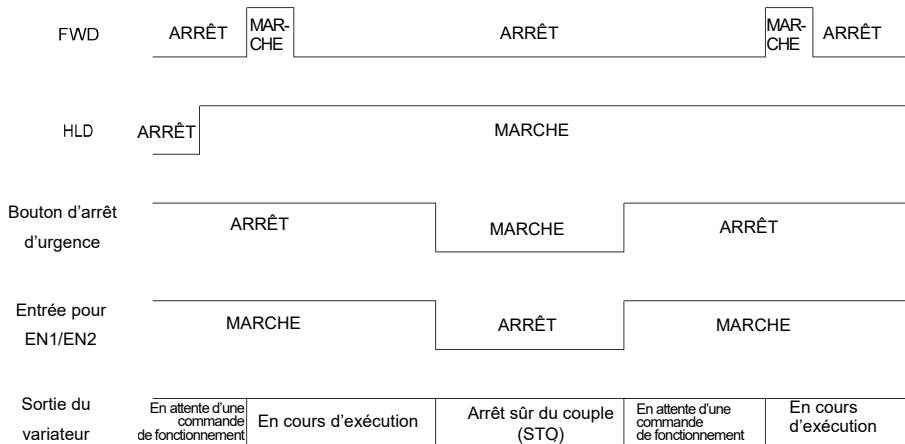 FWD ARRÊT MAR-
CHE ARRÊT MAR-
CHE ARRÊT
HLD ARRÊT MARCHE
Bouton d’arrêt
d’urgence
ARRÊT MARCHE ARRÊT
Entrée pour
EN1/EN2
MARCHE ARRÊT MARCHE
Sortie du
variateur
En attente d’une
commande
de fonctionnement
En cours d’exécution
Arrêt sûr du couple
(STO)
En attente d’une
commande
de fonctionnement
En cours
d’exécution